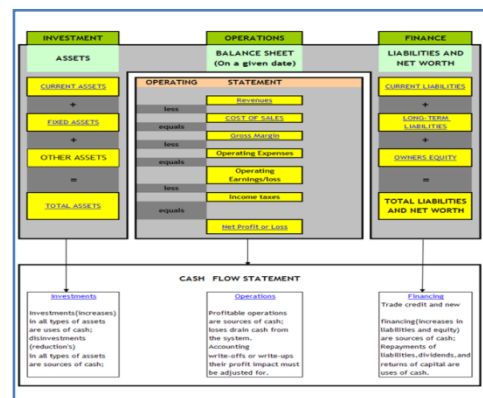 INVESTMENT
OPERATIONS
FINANCE
ASSETS
BALANCE SHEET
(On a given date)
LIABILITIES AND
NET WORTH
CURRENT ASSETS
+
FIXED ASSETS
+
OTHER ASSETS
=
TOTAL ASSETS
OPERATING STATEMENT
Revenues
less
COST OF SALES
equals
Gross Margin
less
Operating Expenses
equals
Operating
Earnings/loss
less
Income taxes
equals
Net Profit or Loss
CURRENT LIABILITIES
+
LONG-TERM
LIABILITIES
+
OWNERS EQUITY
=
TOTAL LIABILITIES
AND NET WORTH
CASH FLOW STATEMENT
Investments
Investments(increases)
in all types of assets
are uses of cash;
disinvestments
(reduction's)
in all types of assets
are sources of cash;
Operations
Profitable operations
are sources of cash;
loses drain cash from
the system.
Accounting
write-offs or write-ups
their profit impact must
be adjusted for.
Financing
Trade credit and new
financing(increases in
liabilities and equity)
are sources of cash;
Repayments of
liabilities,dividends,and
returns of capital are
uses of cash.